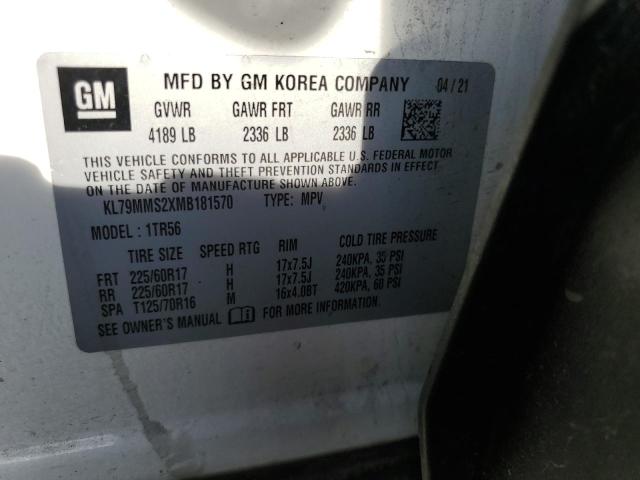 GM MFD BY GM KOREA COMPANY 04/21
GVWR GAWR FRT GAWR RR
4189 LB 2336 LB 2336 LB
THIS VEHICLE CONFORMS TO ALL APPLICABLE U.S. FEDERAL MOTOR
VEHICLE SAFETY AND THEFT PREVENTION STANDARDS IN EFFECT
ON THE DATE OF MANUFACTURE SHOWN ABOVE.
KL79MMS2XMB181570 TYPE: MPV
MODEL: 1TR56
TIRE SIZE SPEED RTG RIM COLD TIRE PRESSURE
FRT 225/60R17 H 17x7.5J 240KPA, 35 PSI
RR 225/60R17 H 17x7.5J 240KPA, 35 PSI
SPA T125/70R16 M 16x4.0BT 420KPA, 60 PSI
SEE OWNER'S MANUAL FOR MORE INFORMATION.